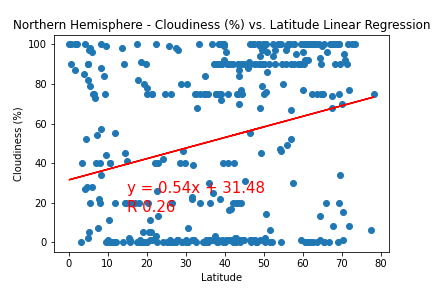 Northern Hemisphere - Cloudiness (%) vs. Latitude Linear Regression
100
80
60
40
20
0
Cloudiness (%)
y = 0.54x + 31.48
R 0.26
0 10 20 30 40 50 60 70 80
Latitude